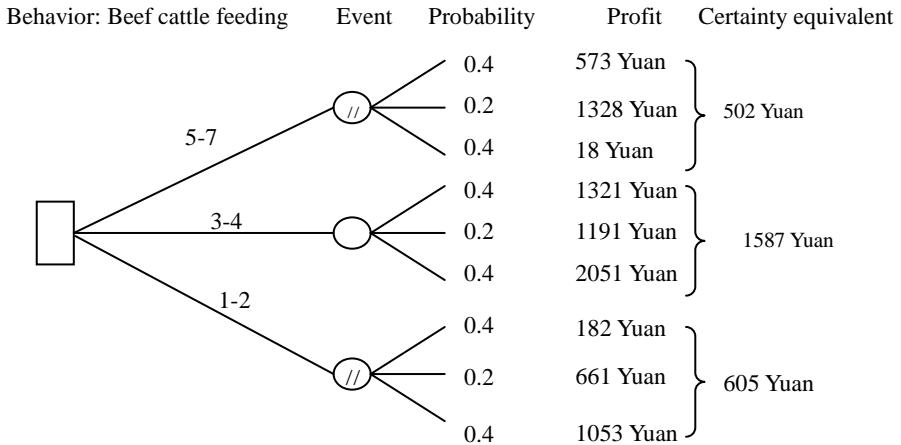 Behavior: Beef cattle feeding Event Probability Profit Certainty equivalent
0.4 573 Yuan
// 0.2 1328 Yuan 502 Yuan
5-7
0.4 18 Yuan
0.4 1321 Yuan
3-4 0.2 1191 Yuan 1587 Yuan
0.4 2051 Yuan
1-2
0.4 182 Yuan
// 0.2 661 Yuan 605 Yuan
0.4 1053 Yuan